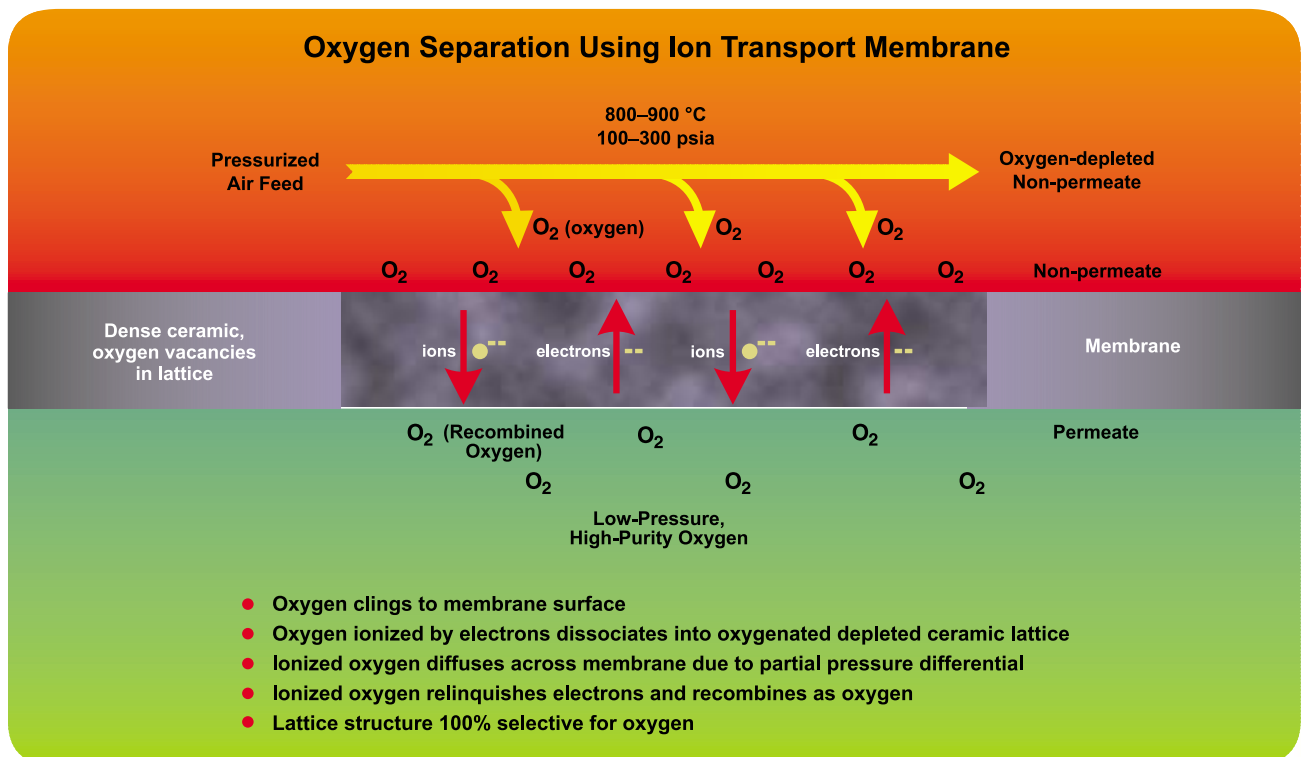 Oxygen Separation Using Ion Transport Membrane
800–900 °C
100–300 psia
Pressurized
Air Feed
Oxygen-depleted
Non-permeate
O₂ (oxygen)
O₂
O₂
O₂
O₂
O₂
O₂
O₂
O₂
O₂
Non-permeate
Dense ceramic,
oxygen vacancies
in lattice
ions
electrons
ions
electrons
Membrane
O₂ (Recombined
Oxygen)
O₂
O₂
Permeate
O₂
O₂
O₂
Low-Pressure,
High-Purity Oxygen
• Oxygen clings to membrane surface
• Oxygen ionized by electrons dissociates into oxygenated depleted ceramic lattice
• Ionized oxygen diffuses across membrane due to partial pressure differential
• Ionized oxygen relinquishes electrons and recombines as oxygen
• Lattice structure 100% selective for oxygen